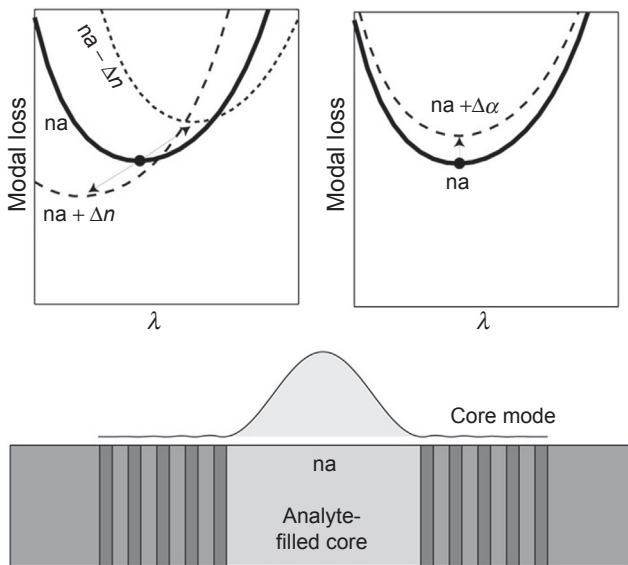 Modal loss
na
na – Δn
na + Δn
λ
Modal loss
na + Δα
na
λ
Core mode
na
Analyte-
filled core